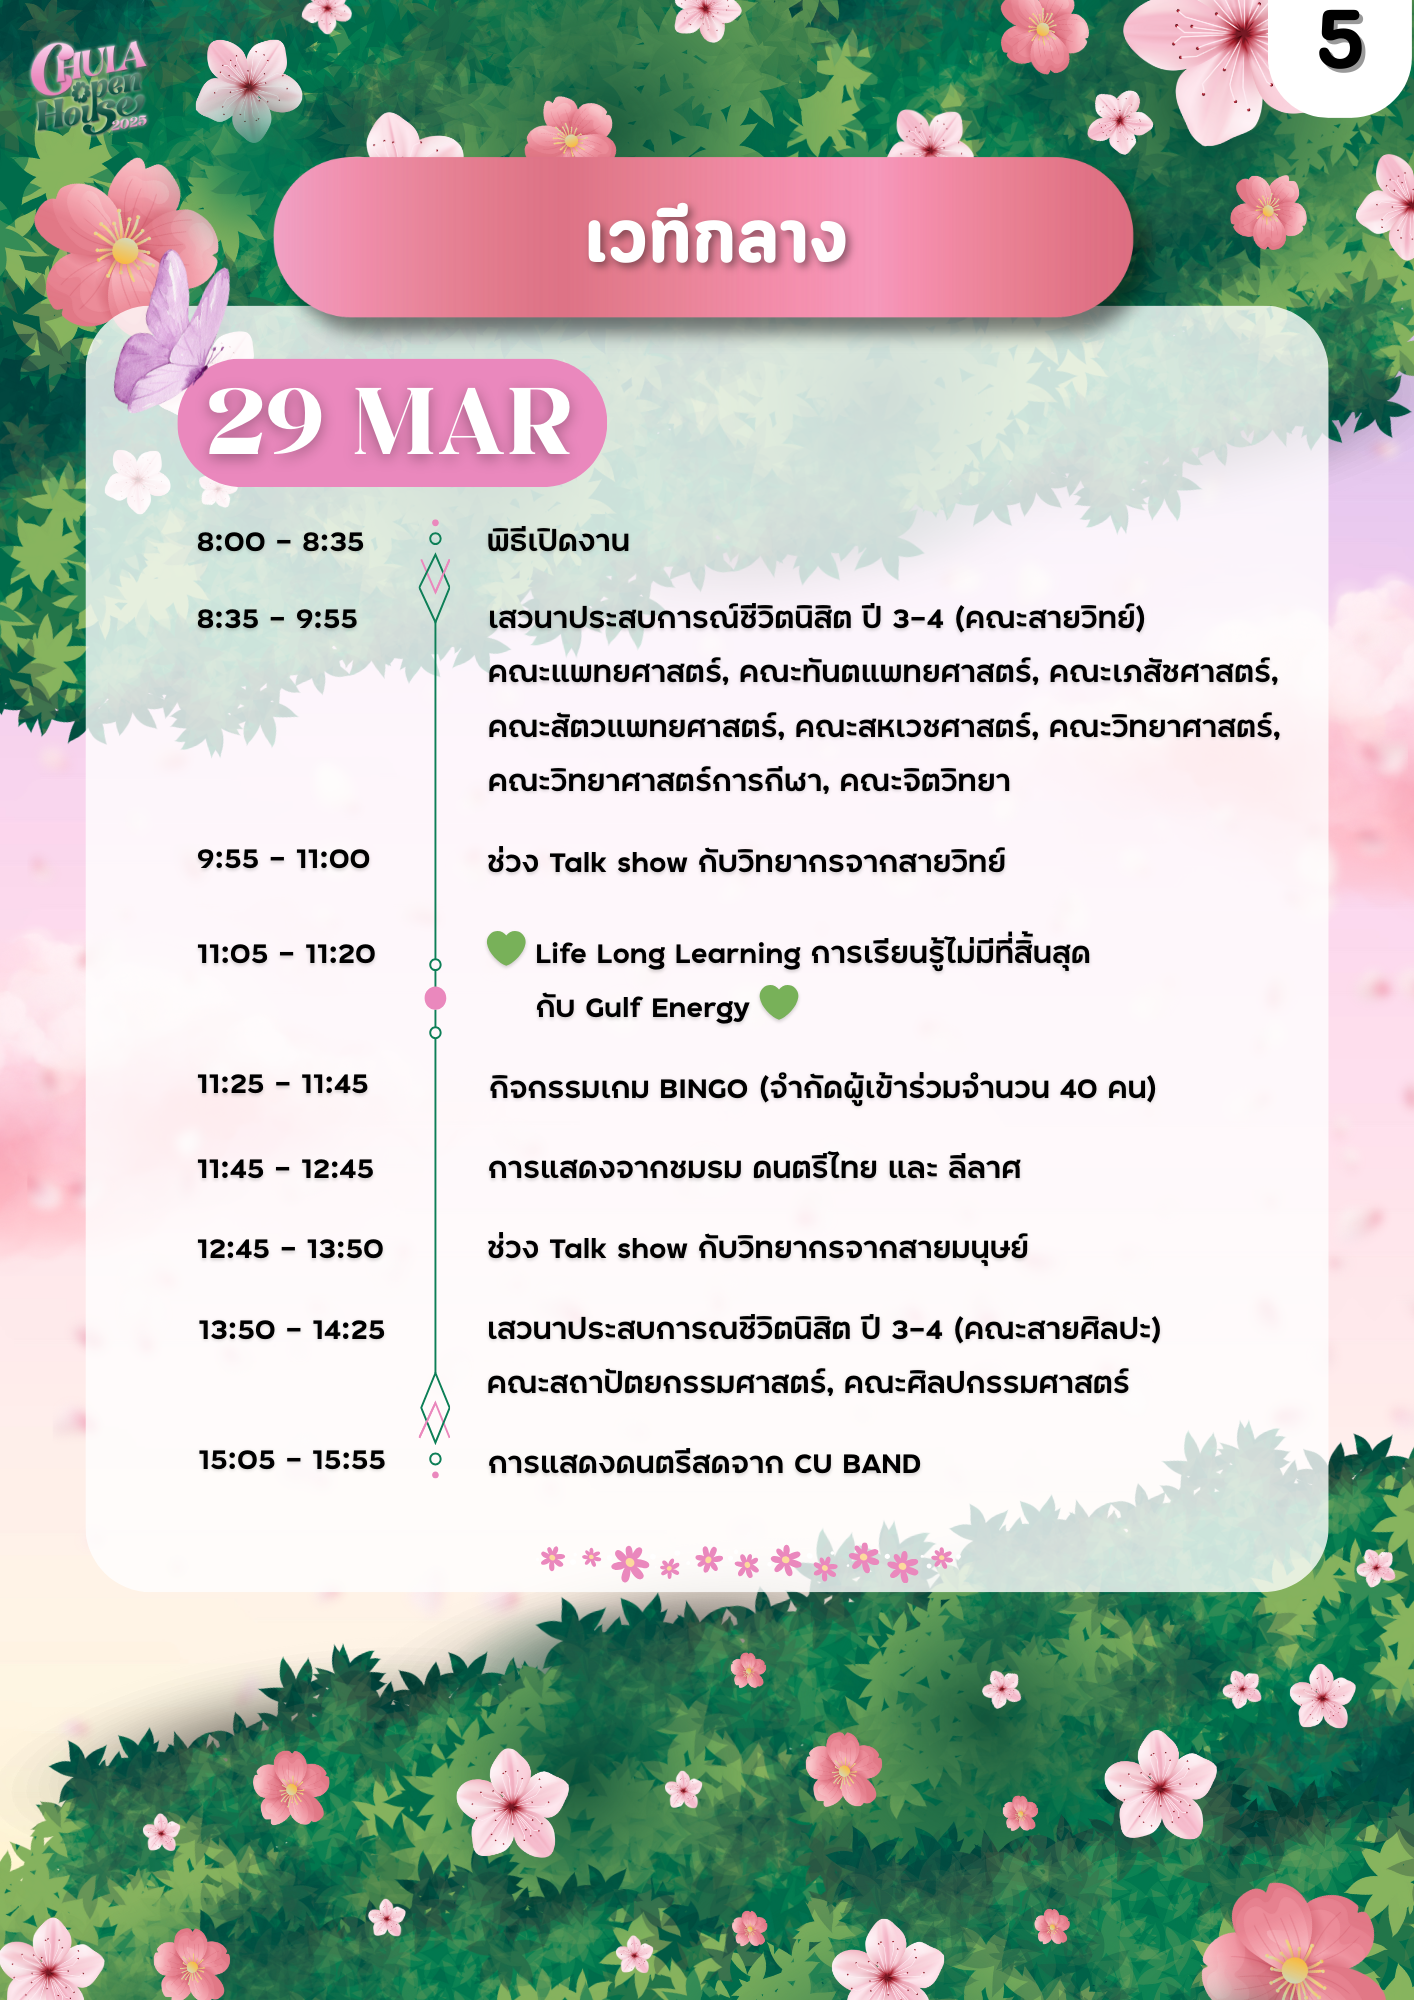 CHULA
open
House
2025
5
เวทีกลาง
29 MAR
8:00 - 8:35 พิธีเปิดงาน
8:35 - 9:55 เสวนาประสบการณ์ชีวิตนิสิต ปี 3-4 (คณะสายวิทย์)
คณะแพทยศาสตร์, คณะทันตแพทยศาสตร์, คณะเภสัชศาสตร์,
คณะสัตวแพทยศาสตร์, คณะสหเวชศาสตร์, คณะวิทยาศาสตร์,
คณะวิทยาศาสตร์การกีฬา, คณะจิตวิทยา
9:55 - 11:00 ช่วง Talk show กับวิทยากรจากสายวิทย์
11:05 - 11:20 💚 Life Long Learning การเรียนรู้ไม่มีที่สิ้นสุด
กับ Gulf Energy 💚
11:25 - 11:45 กิจกรรมเกม BINGO (จำกัดผู้เข้าร่วมจำนวน 40 คน)
11:45 - 12:45 การแสดงจากชมรม ดนตรีไทย และ ลีลาศ
12:45 - 13:50 ช่วง Talk show กับวิทยากรจากสายมนุษย์
13:50 - 14:25 เสวนาประสบการณชีวิตนิสิต ปี 3-4 (คณะสายศิลปะ)
คณะสถาปัตยกรรมศาสตร์, คณะศิลปกรรมศาสตร์
15:05 - 15:55 การแสดงดนตรีสดจาก CU BAND